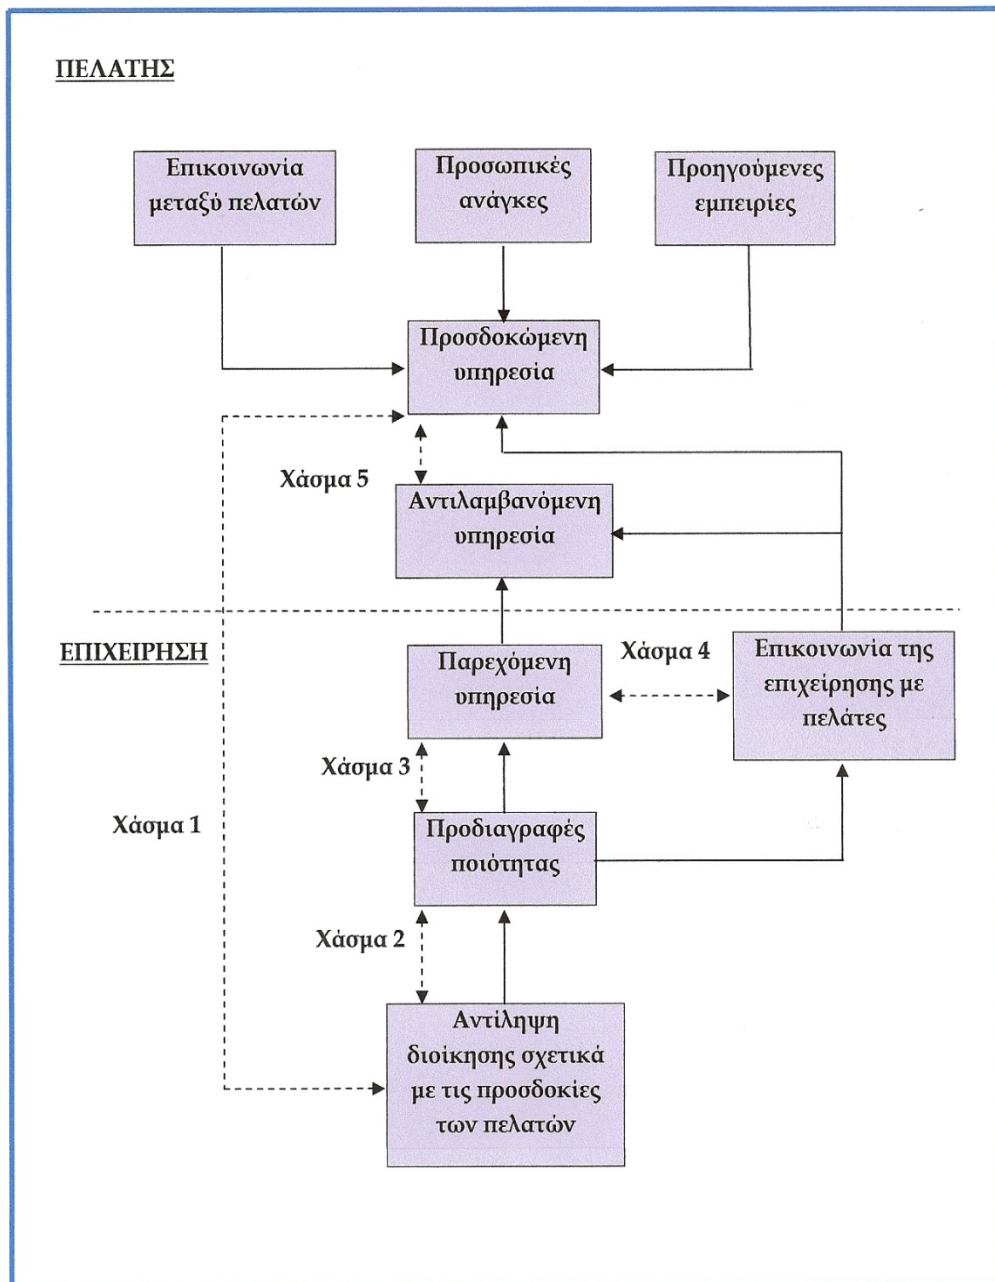 ΠΕΛΑΤΗΣ
Επικοινωνία
μεταξύ πελατών
Προσωπικές
ανάγκες
Προηγούμενες
εμπειρίες
Προσδοκώμενη
υπηρεσία
Χάσμα 5
Αντιλαμβανόμενη
υπηρεσία
ΕΠΙΧΕΙΡΗΣΗ
Παρεχόμενη
υπηρεσία
Χάσμα 4
Επικοινωνία της
επιχείρησης με
πελάτες
Χάσμα 3
Χάσμα 1
Προδιαγραφές
ποιότητας
Χάσμα 2
Αντίληψη
διοίκησης σχετικά
με τις προσδοκίες
των πελατών